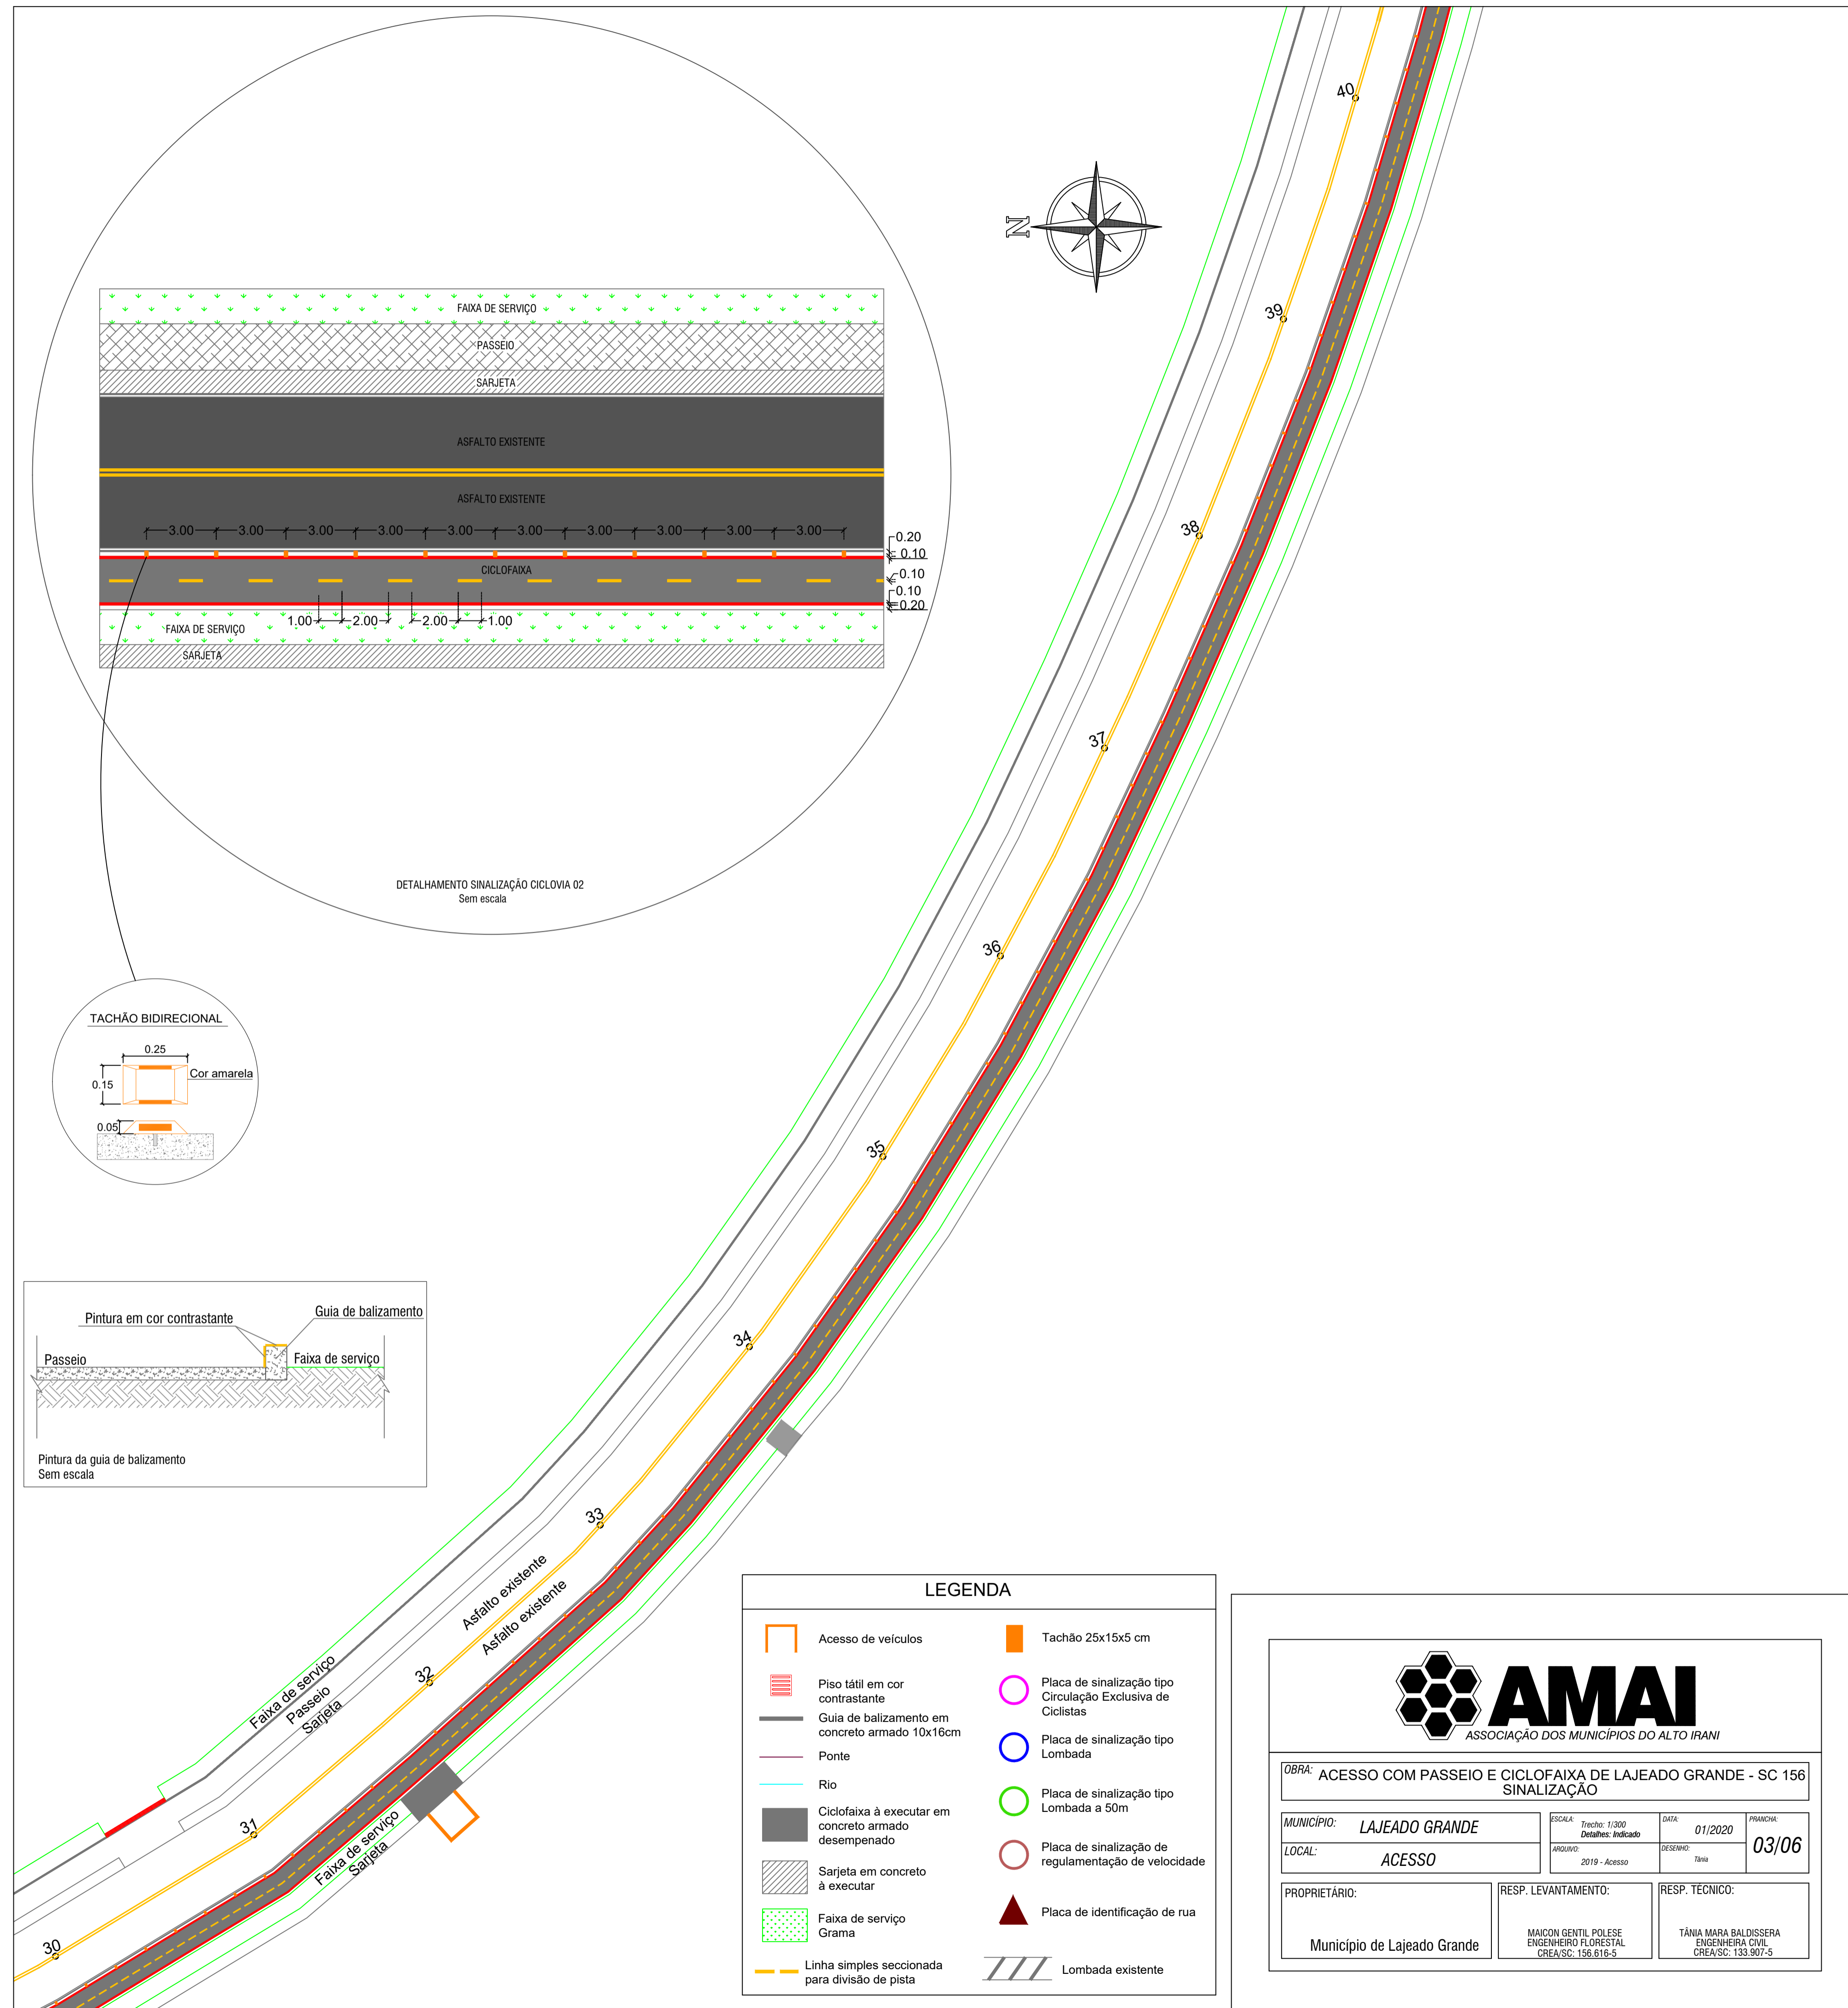 FAIXA DE SERVIÇO
PASSEIO
SARJETA
ASFALTO EXISTENTE
ASFALTO EXISTENTE
3.00 3.00 3.00 3.00 3.00 3.00 3.00 3.00 3.00 3.00
0.20
0.10
CICLOFAIXA
0.10
0.10
0.20
1.00 2.00 2.00 1.00
FAIXA DE SERVIÇO
SARJETA
DETALHAMENTO SINALIZAÇÃO CICLOVIA 02
Sem escala
N
40
39
38
37
36
35
34
33
32
31
30
TACHÃO BIDIRECIONAL
0.25
Cor amarela
0.15
0.05
Pintura em cor contrastante
Guia de balizamento
Passeio
Faixa de serviço
Pintura da guia de balizamento
Sem escala
Asfalto existente
Asfalto existente
Faixa de serviço
Passeio
Sarjeta
Faixa de serviço
Sarjeta
LEGENDA
Acesso de veículos
Piso tátil em cor
contrastante
Guia de balizamento em
concreto armado 10x16cm
Ponte
Rio
Ciclofaixa à executar em
concreto armado
desempenado
Sarjeta em concreto
à executar
Faixa de serviço
Grama
Linha simples seccionada
para divisão de pista
Tachão 25x15x5 cm
Placa de sinalização tipo
Circulação Exclusiva de
Ciclistas
Placa de sinalização tipo
Lombada
Placa de sinalização tipo
Lombada a 50m
Placa de sinalização de
regulamentação de velocidade
Placa de identificação de rua
Lombada existente
AMAI
ASSOCIAÇÃO DOS MUNICÍPIOS DO ALTO IRANI
OBRA: ACESSO COM PASSEIO E CICLOFAIXA DE LAJEADO GRANDE - SC 156
SINALIZAÇÃO
MUNICÍPIO: LAJEADO GRANDE
LOCAL: ACESSO
ESCALA: Trecho: 1/300
Detalhes: Indicado
DATA: 01/2020
PRANCHA:
03/06
ARQUIVO:
2019 - Acesso
DESENHO:
Tânia
PROPRIETÁRIO:
Município de Lajeado Grande
RESP. LEVANTAMENTO:
MAICON GENTIL POLESE
ENGENHEIRO FLORESTAL
CREA/SC: 156.616-5
RESP. TÉCNICO:
TÂNIA MARA BALDISSERA
ENGENHEIRA CIVIL
CREA/SC: 133.907-5